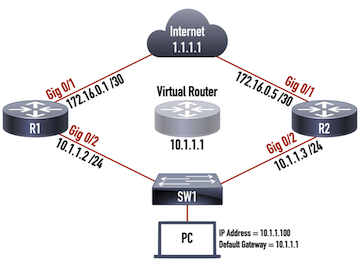 Internet
1.1.1.1
Gig 0/1
172.16.0.1 /30
Gig 0/1
172.16.0.5 /30
Virtual Router
10.1.1.1
R1
R2
Gig 0/2
10.1.1.2 /24
Gig 0/2
10.1.1.3 /24
SW1
PC
IP Address = 10.1.1.100
Default Gateway = 10.1.1.1